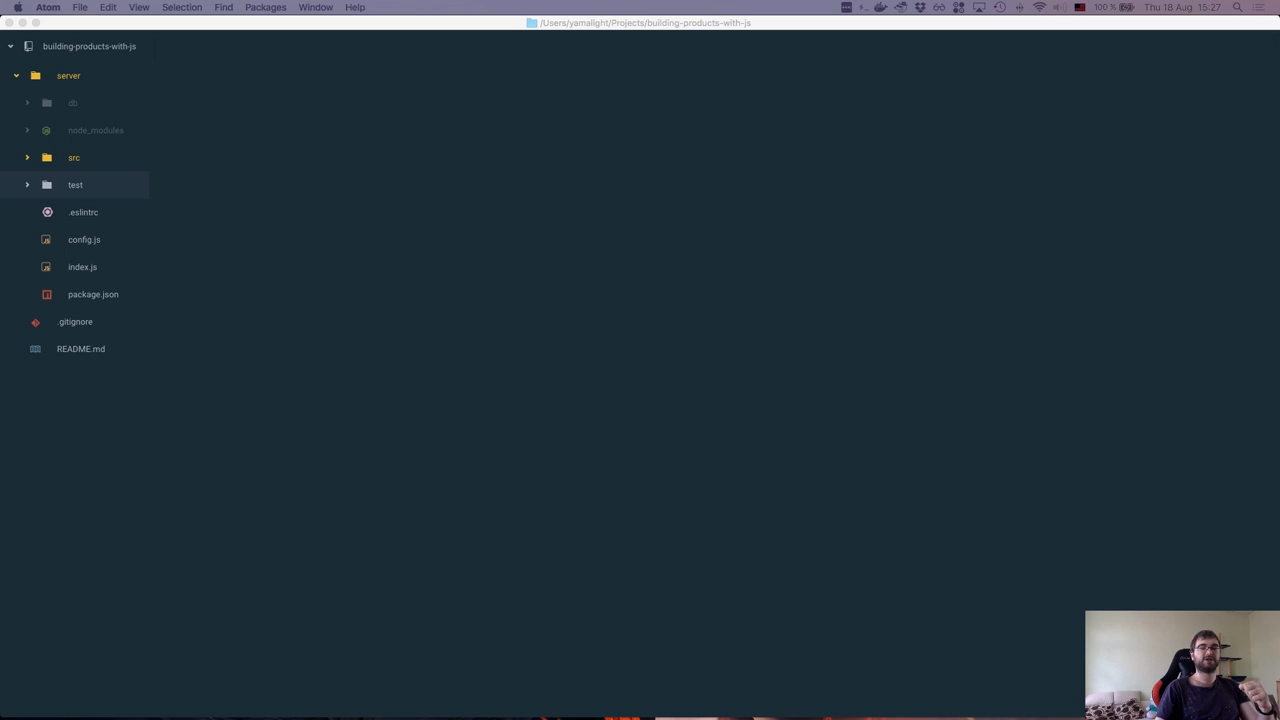 Atom File Edit View Selection Find Packages Window Help 100 % Thu 18 Aug 15:27
/Users/yamalight/Projects/building-products-with-js
building-products-with-js
server
db
node_modules
src
test
.eslintrc
config.js
index.js
package.json
.gitignore
README.md